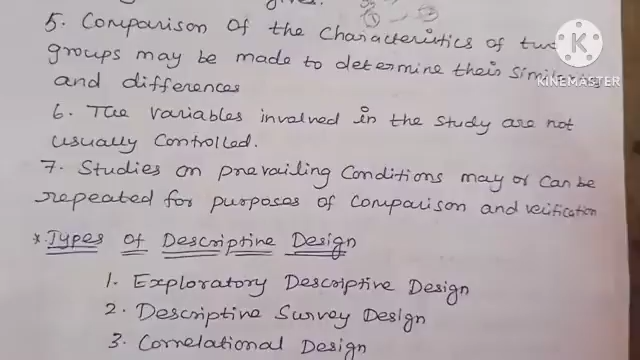 5. Comparison of the characteristics of two
groups may be made to determine their similarity
and differences
6. The variables involved in the study are not
usually controlled.
7. Studies on prevailing conditions may or can be
repeated for purposes of comparison and verification
*. Types of Descriptive Design
1. Exploratory Descriptive Design
2. Descriptive Survey Design
3. Correlational Design
K
KINEMASTER